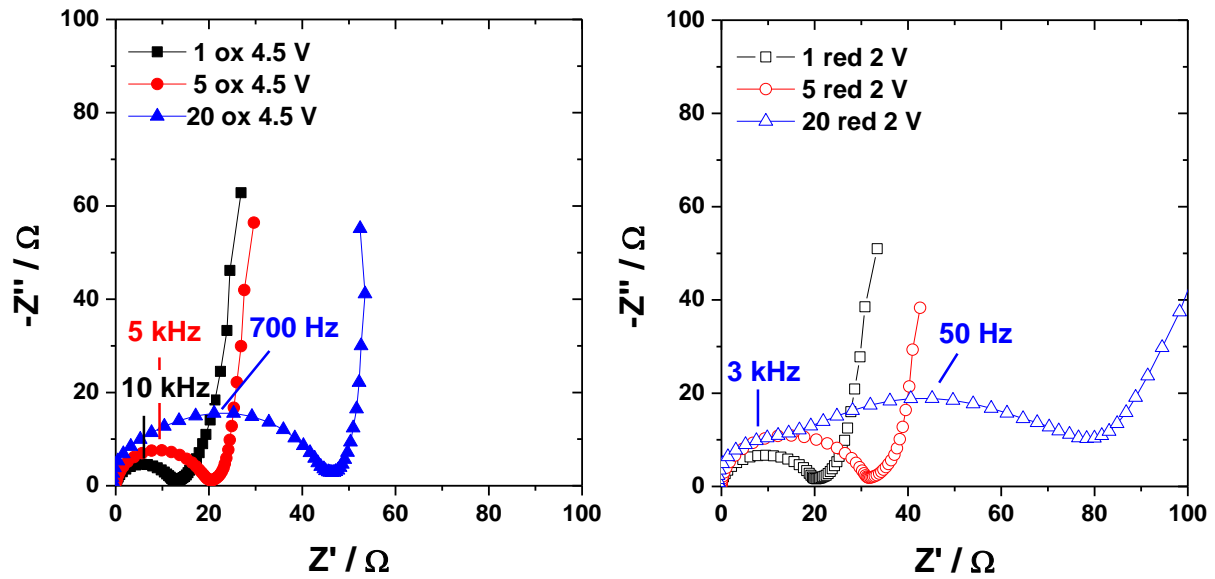 100
80
60
40
20
0
-Z'' / Ω
1 ox 4.5 V
5 ox 4.5 V
20 ox 4.5 V
5 kHz
10 kHz
700 Hz
0 20 40 60 80 100
Z' / Ω
100
80
60
40
20
0
-Z'' / Ω
1 red 2 V
5 red 2 V
20 red 2 V
3 kHz
50 Hz
0 20 40 60 80 100
Z' / Ω